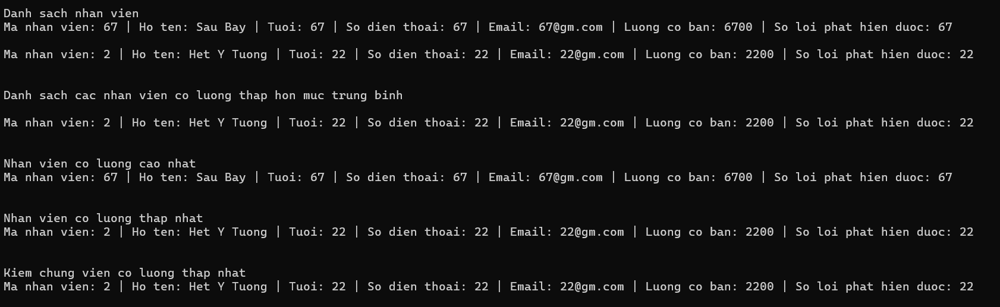 Danh sach nhan vien
Ma nhan vien: 67 | Ho ten: Sau Bay | Tuoi: 67 | So dien thoai: 67 | Email: 67@gm.com | Luong co ban: 6700 | So loi phat hien duoc: 67
Ma nhan vien: 2 | Ho ten: Het Y Tuong | Tuoi: 22 | So dien thoai: 22 | Email: 22@gm.com | Luong co ban: 2200 | So loi phat hien duoc: 22
Danh sach cac nhan vien co luong thap hon muc trung binh
Ma nhan vien: 2 | Ho ten: Het Y Tuong | Tuoi: 22 | So dien thoai: 22 | Email: 22@gm.com | Luong co ban: 2200 | So loi phat hien duoc: 22
Nhan vien co luong cao nhat
Ma nhan vien: 67 | Ho ten: Sau Bay | Tuoi: 67 | So dien thoai: 67 | Email: 67@gm.com | Luong co ban: 6700 | So loi phat hien duoc: 67
Nhan vien co luong thap nhat
Ma nhan vien: 2 | Ho ten: Het Y Tuong | Tuoi: 22 | So dien thoai: 22 | Email: 22@gm.com | Luong co ban: 2200 | So loi phat hien duoc: 22
Kiem chung vien co luong thap nhat
Ma nhan vien: 2 | Ho ten: Het Y Tuong | Tuoi: 22 | So dien thoai: 22 | Email: 22@gm.com | Luong co ban: 2200 | So loi phat hien duoc: 22